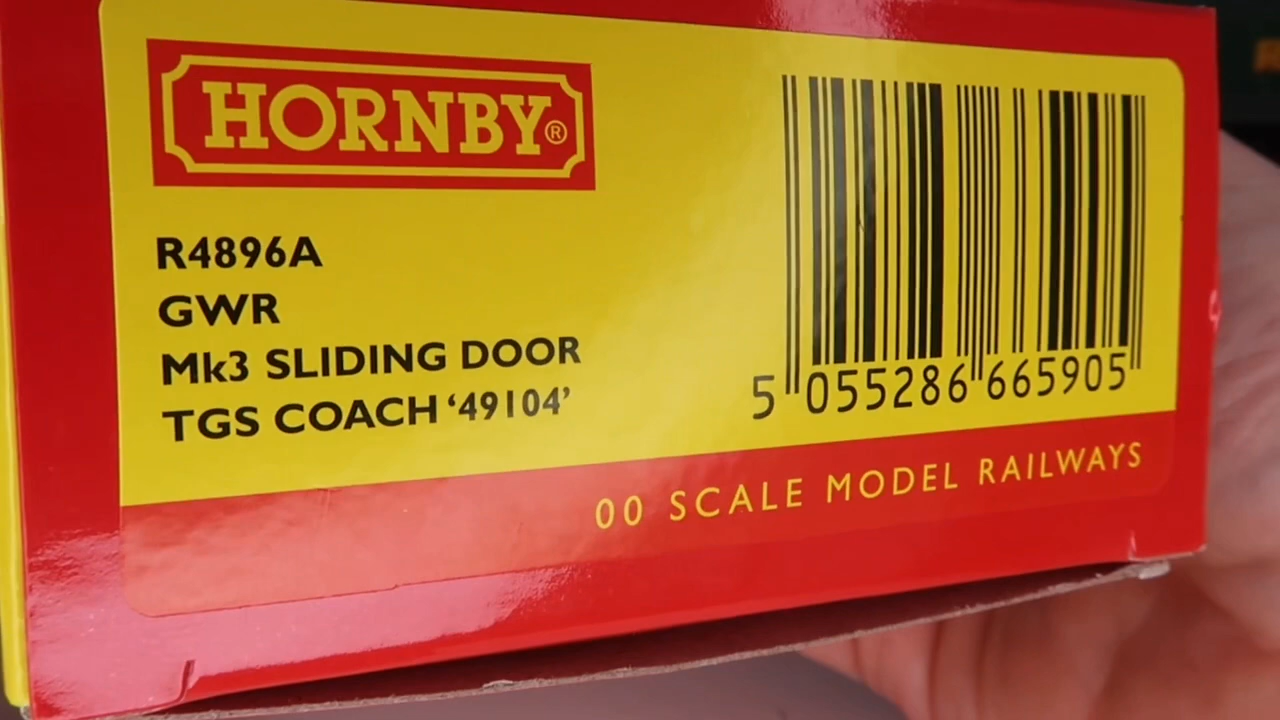 HORNBY®
R4896A
GWR
Mk3 SLIDING DOOR
TGS COACH ‘49104’
5 055286 665905
00 SCALE MODEL RAILWAYS